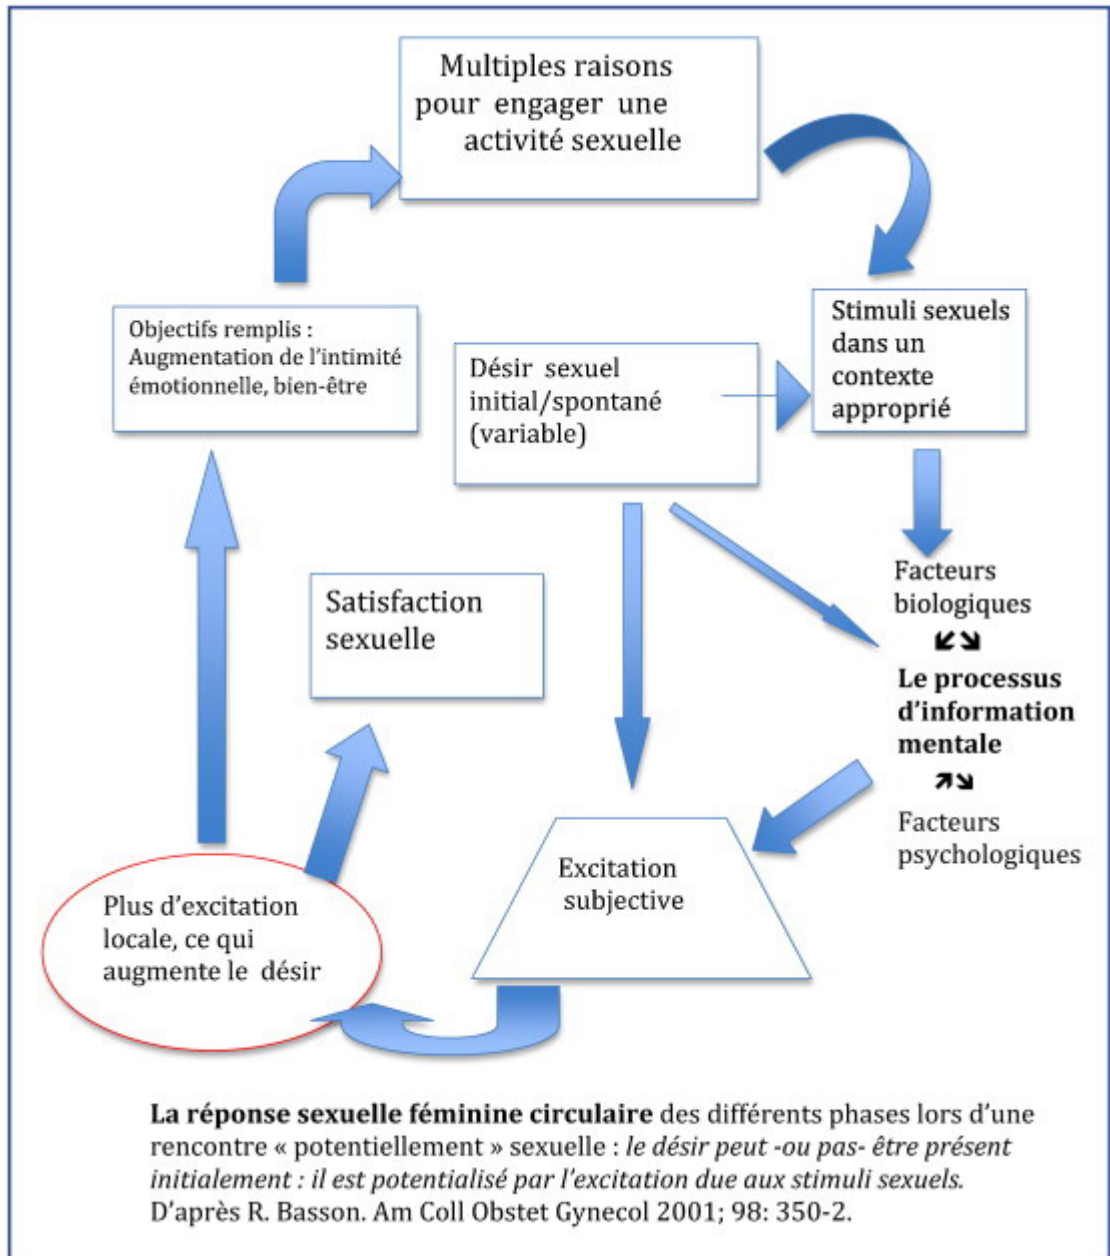 Multiples raisons
pour engager une
activité sexuelle
Objectifs remplis :
Augmentation de l'intimité
émotionnelle, bien-être
Désir sexuel
initial/spontané
(variable)
Stimuli sexuels
dans un
contexte
approprié
Satisfaction
sexuelle
Facteurs
biologiques
Le processus
d'information
mentale
Facteurs
psychologiques
Excitation
subjective
Plus d'excitation
locale, ce qui
augmente le désir
La réponse sexuelle féminine circulaire des différents phases lors d'une
rencontre « potentiellement » sexuelle : le désir peut -ou pas- être présent
initialement : il est potentialisé par l'excitation due aux stimuli sexuels.
D'après R. Basson. Am Coll Obstet Gynecol 2001; 98: 350-2.